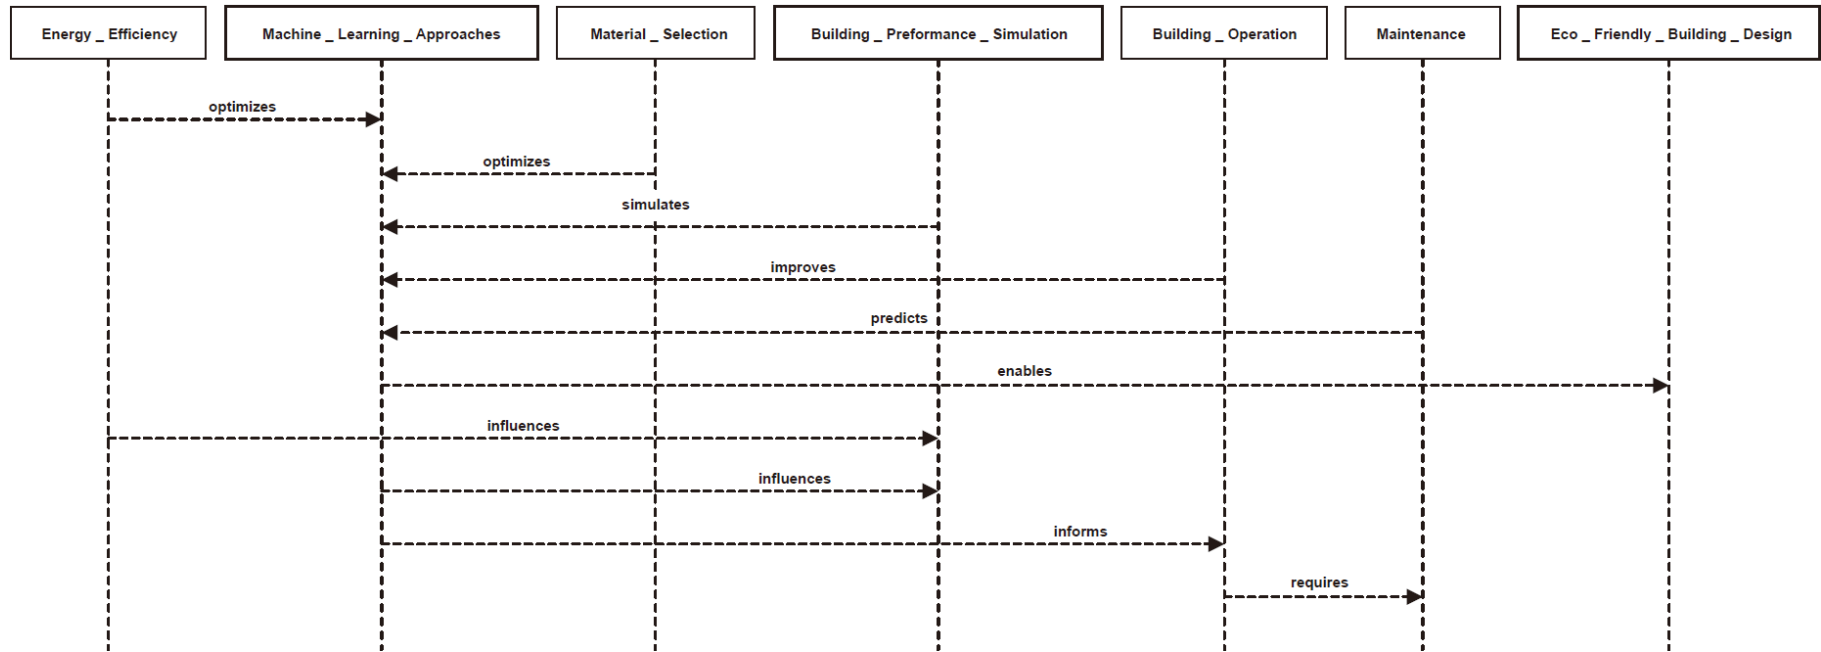 Energy _ Efficiency
Machine _ Learning _ Approaches
Material _ Selection
Building _ Preformance _ Simulation
Building _ Operation
Maintenance
Eco _ Friendly _ Building _ Design
optimizes
optimizes
simulates
improves
predicts
enables
influences
influences
informs
requires